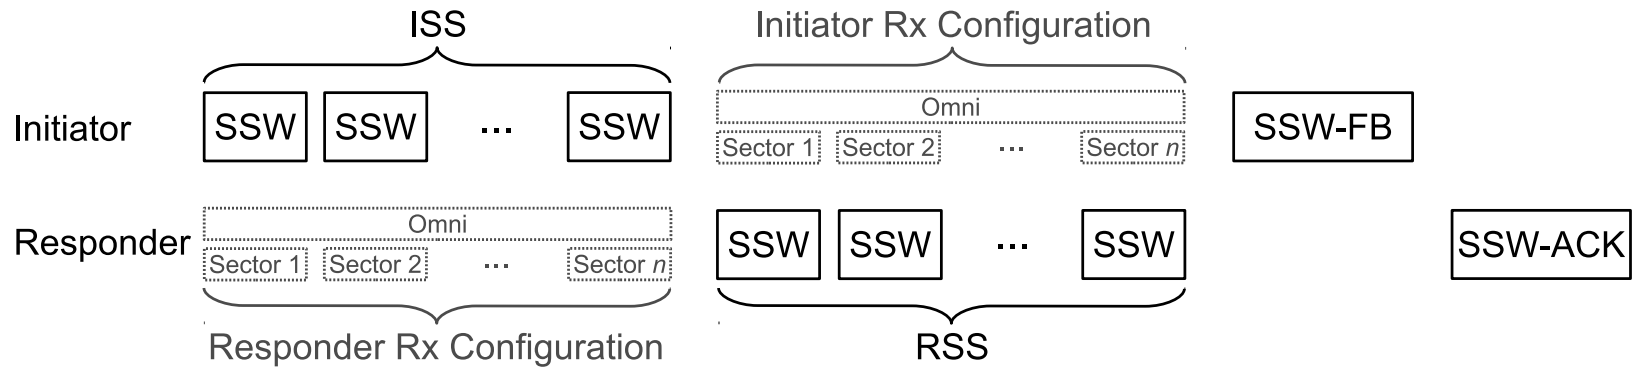 ISS
Initiator Rx Configuration
Initiator
SSW SSW ... SSW
Omni
Sector 1 Sector 2 ... Sector n
SSW-FB
Responder
Omni
Sector 1 Sector 2 ... Sector n
SSW SSW ... SSW
SSW-ACK
Responder Rx Configuration
RSS